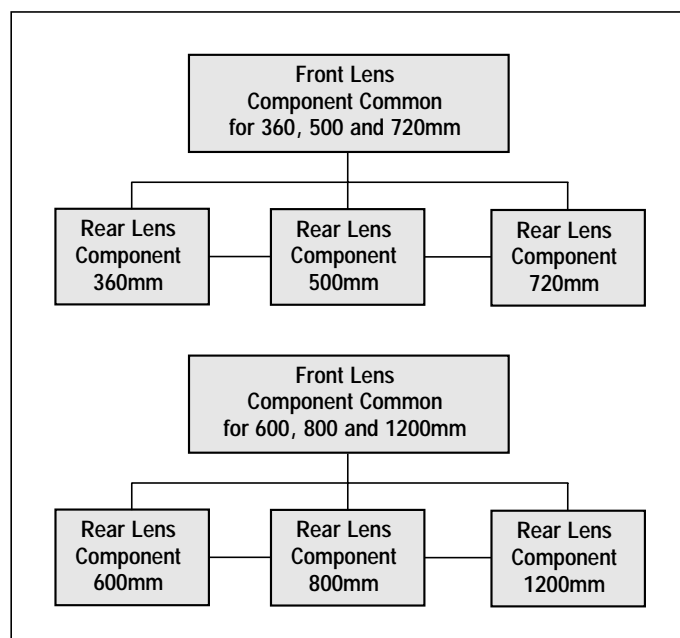 Front Lens
Component Common
for 360, 500 and 720mm
Rear Lens
Component
360mm
Rear Lens
Component
500mm
Rear Lens
Component
720mm
Front Lens
Component Common
for 600, 800 and 1200mm
Rear Lens
Component
600mm
Rear Lens
Component
800mm
Rear Lens
Component
1200mm